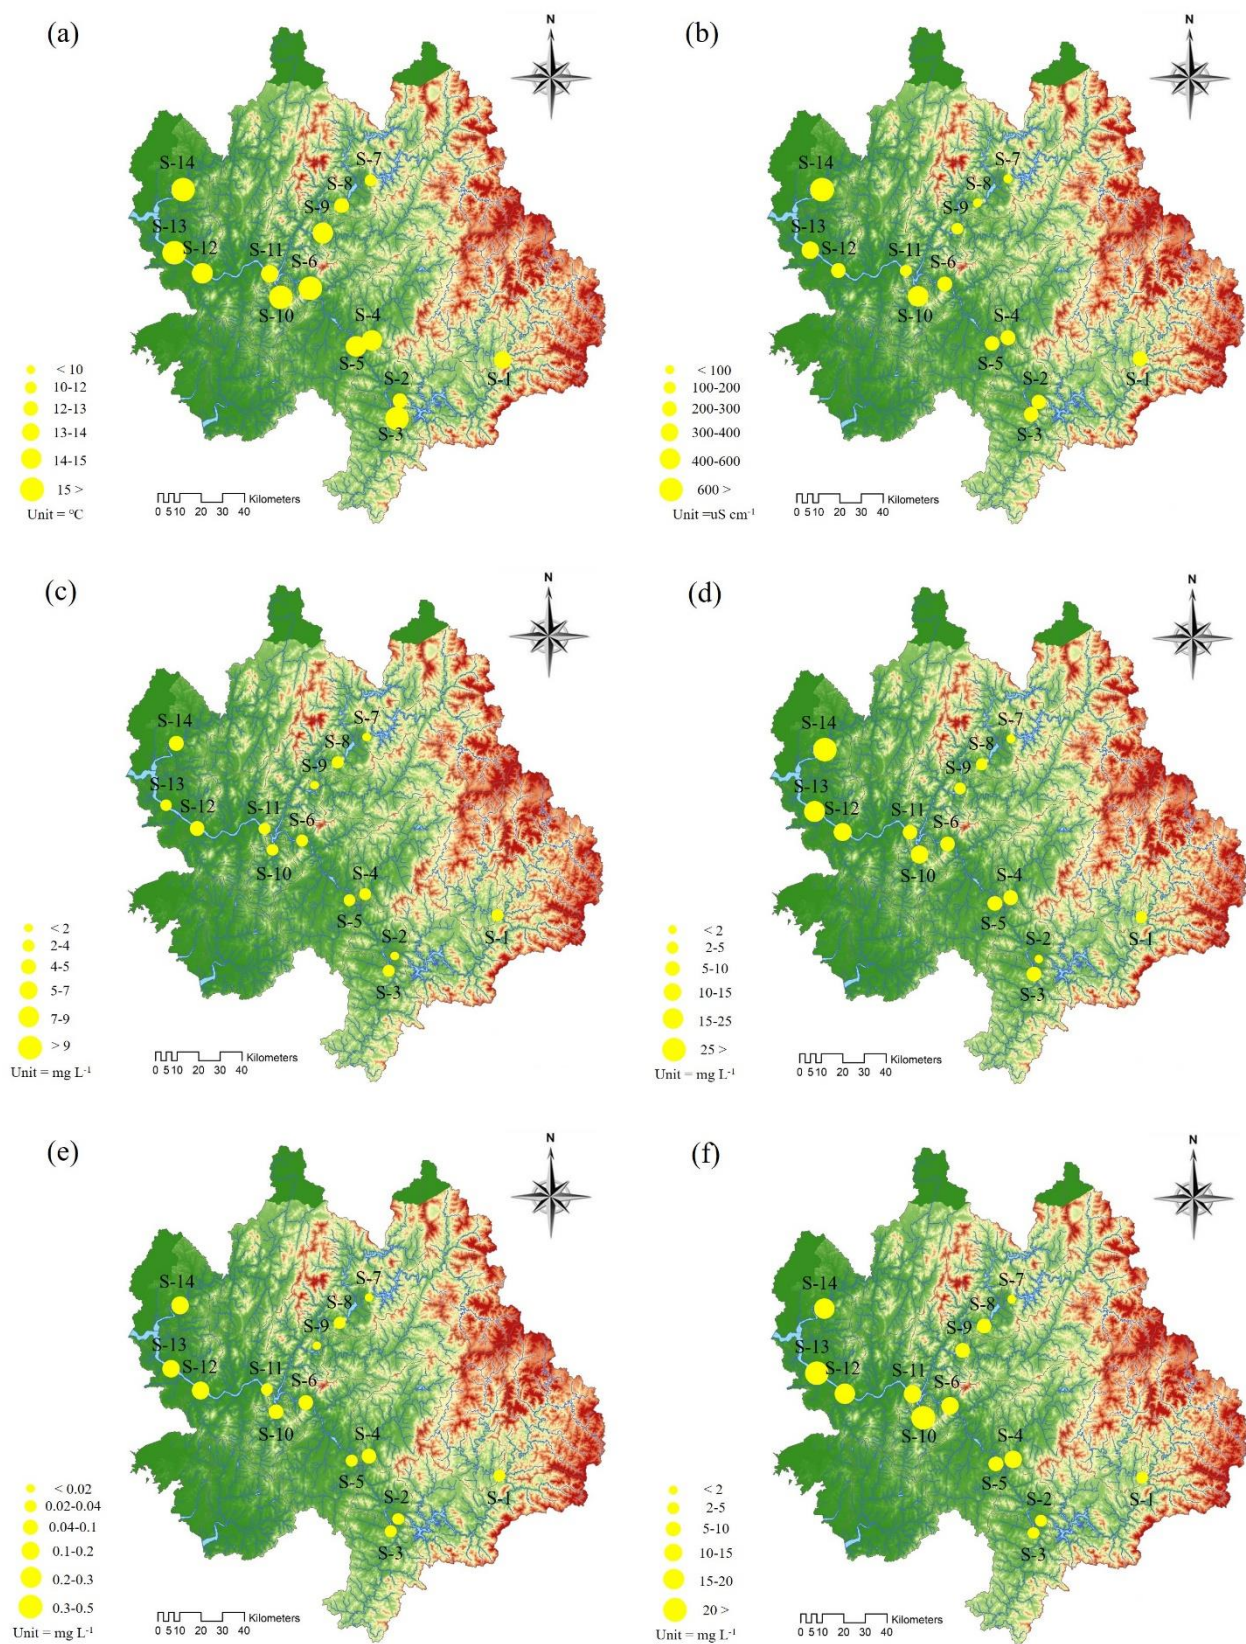 (a)
N
S-14
S-7
S-8
S-9
S-13
S-12
S-11
S-6
S-10
S-4
S-5
S-2
S-1
S-3
< 10
10-12
12-13
13-14
14-15
15 >
Unit = °C
Kilometers
0 5 10 20 30 40
(b)
N
S-14
S-7
S-8
S-9
S-13
S-12
S-11
S-6
S-10
S-4
S-5
S-2
S-1
S-3
< 100
100-200
200-300
300-400
400-600
600 >
Unit =uS cm⁻¹
Kilometers
0 5 10 20 30 40
(c)
N
S-14
S-7
S-8
S-9
S-13
S-12
S-11
S-6
S-10
S-4
S-5
S-2
S-1
S-3
< 2
2-4
4-5
5-7
7-9
> 9
Unit = mg L⁻¹
Kilometers
0 5 10 20 30 40
(d)
N
S-14
S-7
S-8
S-9
S-13
S-12
S-11
S-6
S-10
S-4
S-5
S-2
S-1
S-3
< 2
2-5
5-10
10-15
15-25
25 >
Unit = mg L⁻¹
Kilometers
0 5 10 20 30 40
(e)
N
S-14
S-7
S-8
S-9
S-13
S-12
S-11
S-6
S-10
S-4
S-5
S-2
S-1
S-3
< 0.02
0.02-0.04
0.04-0.1
0.1-0.2
0.2-0.3
0.3-0.5
Unit = mg L⁻¹
Kilometers
0 5 10 20 30 40
(f)
N
S-14
S-7
S-8
S-9
S-13
S-12
S-11
S-6
S-10
S-4
S-5
S-2
S-1
S-3
< 2
2-5
5-10
10-15
15-20
20 >
Unit = mg L⁻¹
Kilometers
0 5 10 20 30 40